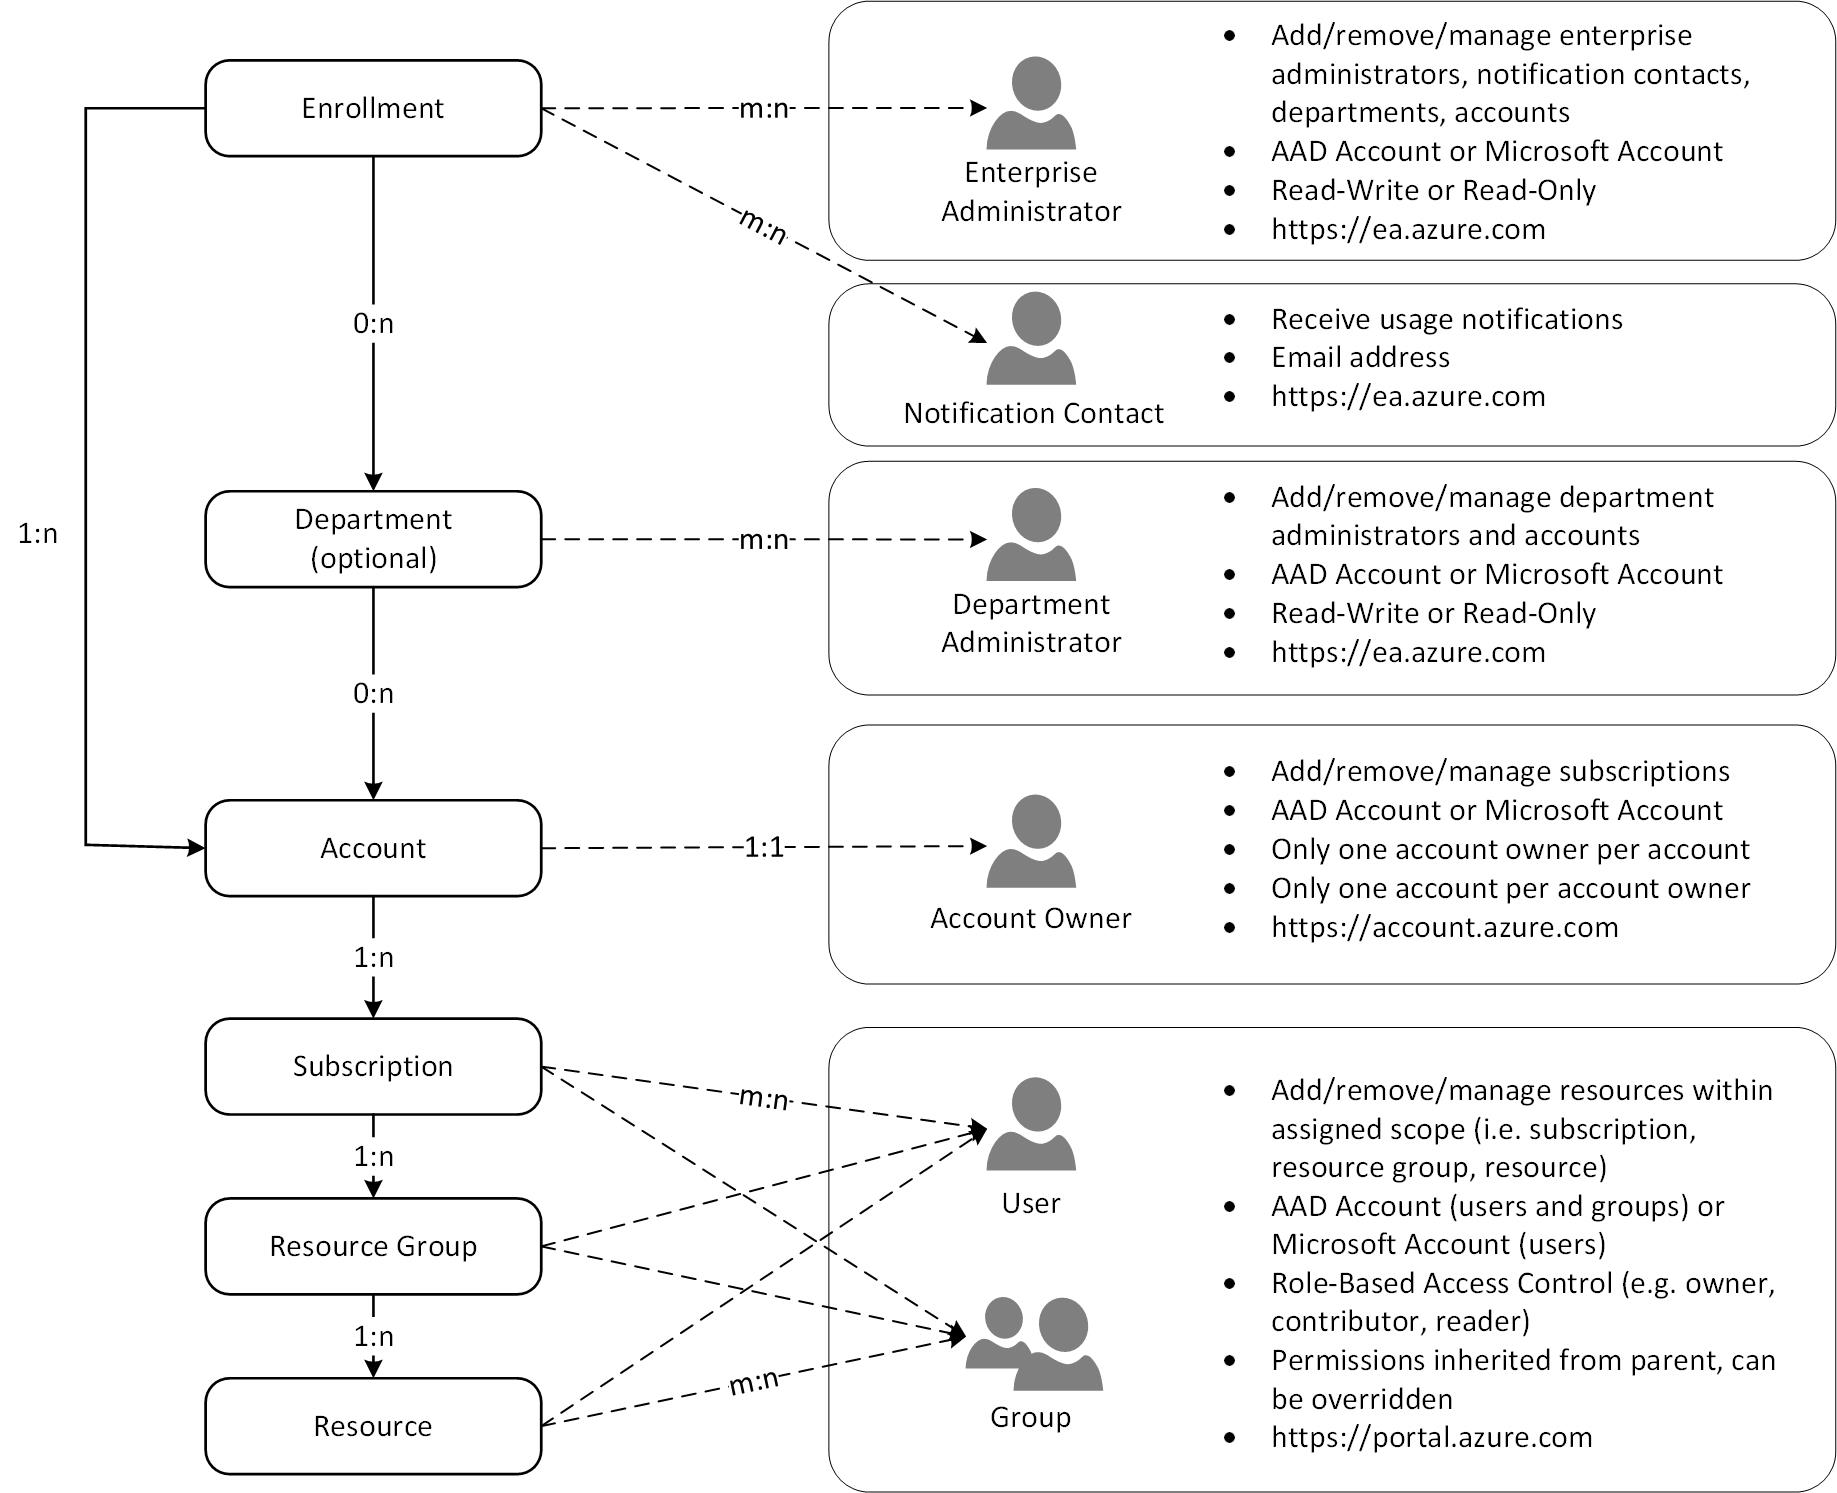 Enrollment
m:n
Enterprise
Administrator
• Add/remove/manage enterprise
administrators, notification contacts,
departments, accounts
• AAD Account or Microsoft Account
• Read-Write or Read-Only
• https://ea.azure.com
m:n
0:n
Notification Contact
• Receive usage notifications
• Email address
• https://ea.azure.com
1:n
Department
(optional)
m:n
Department
Administrator
• Add/remove/manage department
administrators and accounts
• AAD Account or Microsoft Account
• Read-Write or Read-Only
• https://ea.azure.com
0:n
Account
1:1
Account Owner
• Add/remove/manage subscriptions
• AAD Account or Microsoft Account
• Only one account owner per account
• Only one account per account owner
• https://account.azure.com
1:n
Subscription
m:n
1:n
User
Resource Group
1:n
Resource
m:n
Group
• Add/remove/manage resources within
assigned scope (i.e. subscription,
resource group, resource)
• AAD Account (users and groups) or
Microsoft Account (users)
• Role-Based Access Control (e.g. owner,
contributor, reader)
• Permissions inherited from parent, can
be overridden
• https://portal.azure.com